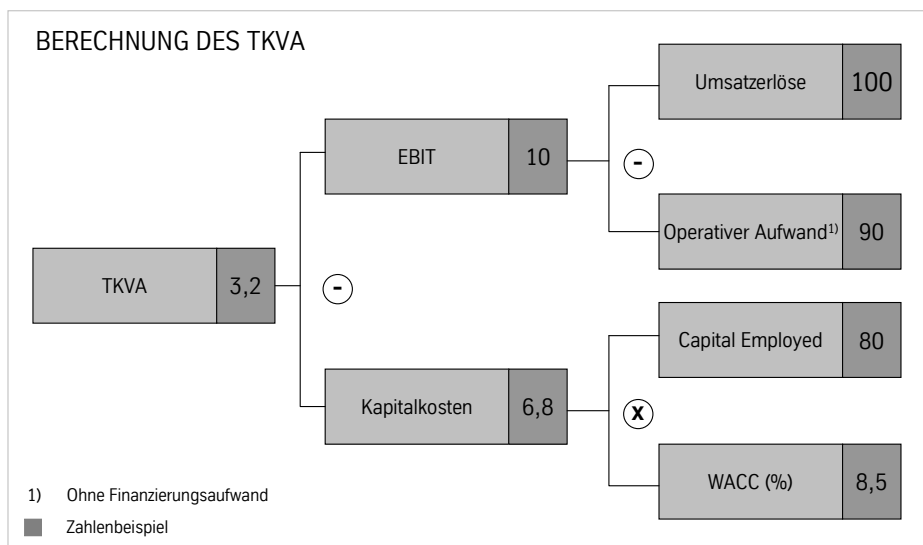 BERECHNUNG DES TKVA
Umsatzerlöse 100
EBIT 10
-
Operativer Aufwand¹⁾ 90
TKVA 3,2
-
Capital Employed 80
Kapitalkosten 6,8
X
WACC (%) 8,5
1) Ohne Finanzierungsaufwand
Zahlenbeispiel